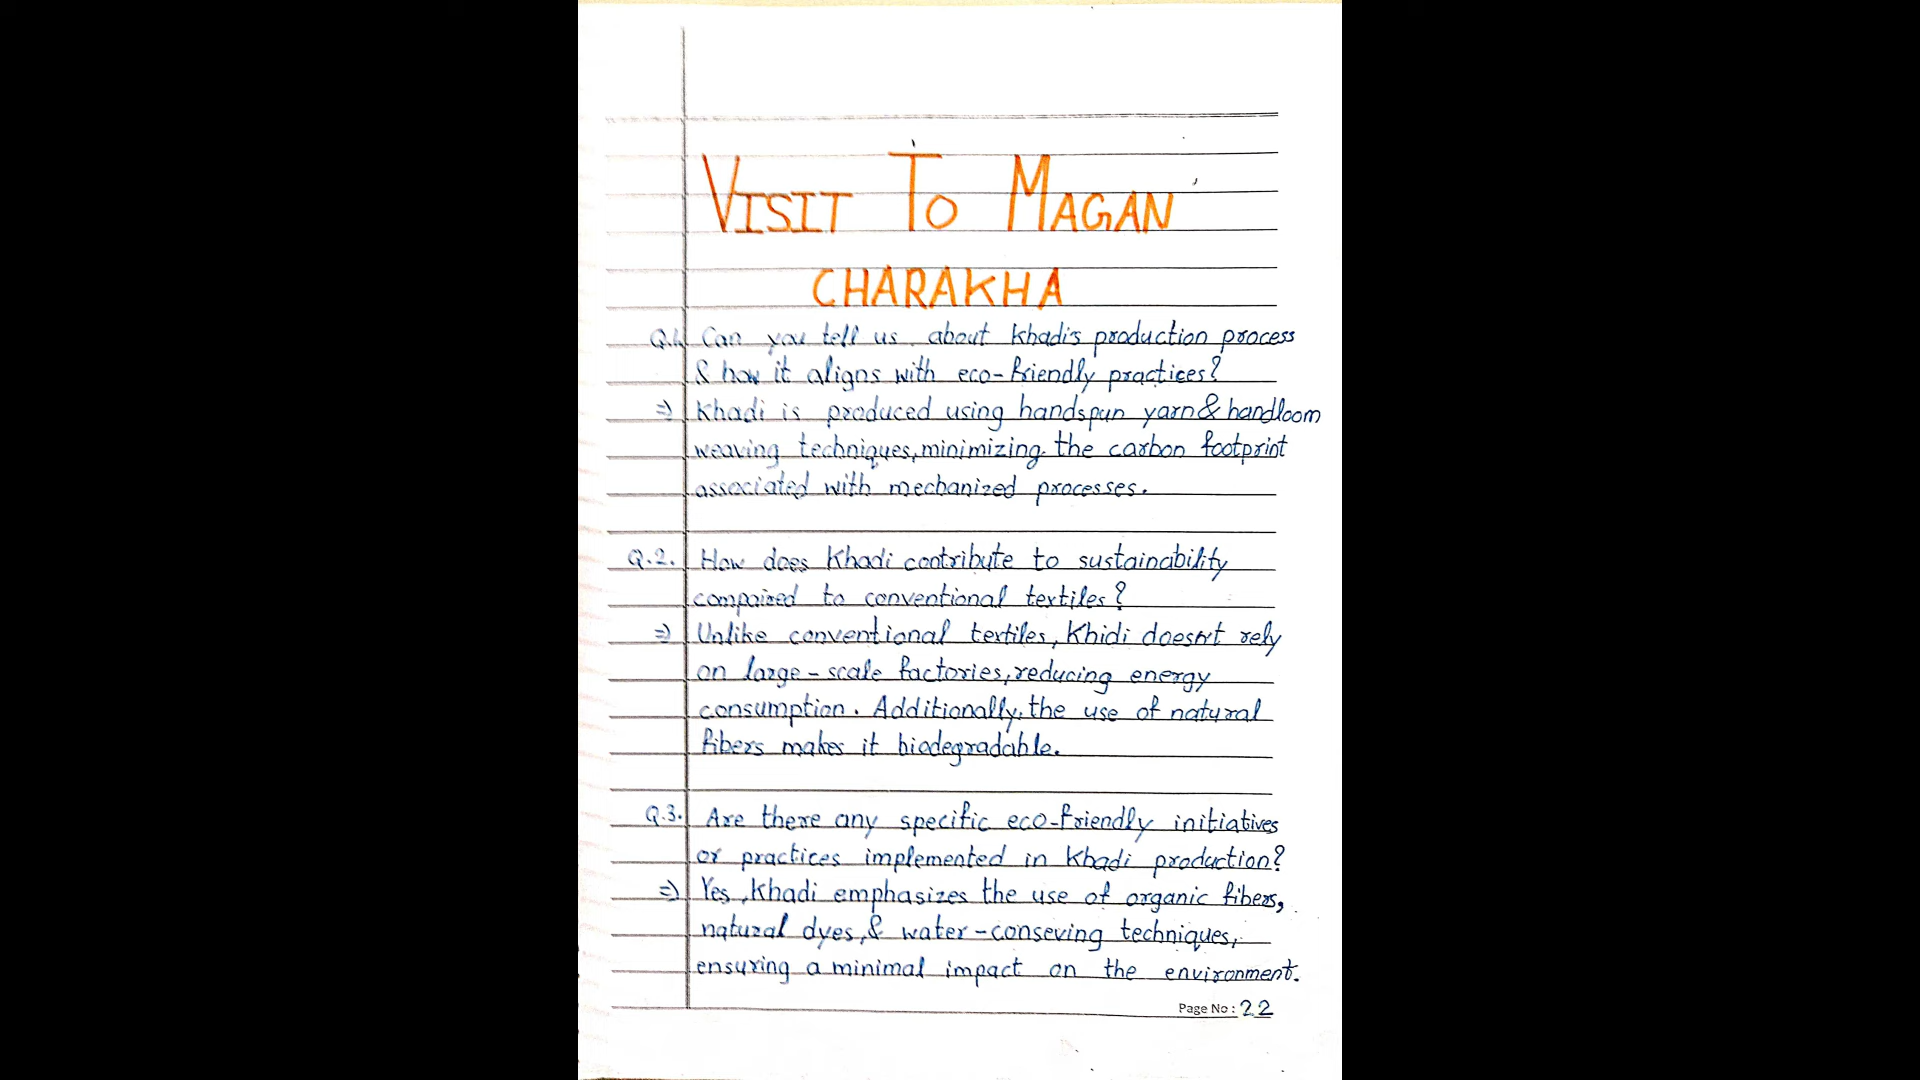 VISIT TO MAGAN
CHARAKHA
Q.1. Can you tell us about Khadi's production process
& how it aligns with eco-friendly practices?
⇒ Khadi is produced using handspun yarn & handloom
weaving techniques, minimizing the carbon footprint
associated with mechanized processes.
Q.2. How does Khadi contribute to sustainability
compaired to conventional textiles?
⇒ Unlike conventional textiles, Khidi doesn't rely
on large-scale factories, reducing energy
consumption. Additionally, the use of natural
fibers makes it biodegradable.
Q.3. Are there any specific eco-friendly initiatives
or practices implemented in Khadi production?
⇒ Yes, Khadi emphasizes the use of organic fibers,
natural dyes, & water-conseving techniques,
ensuring a minimal impact on the environment.
Page No: 22